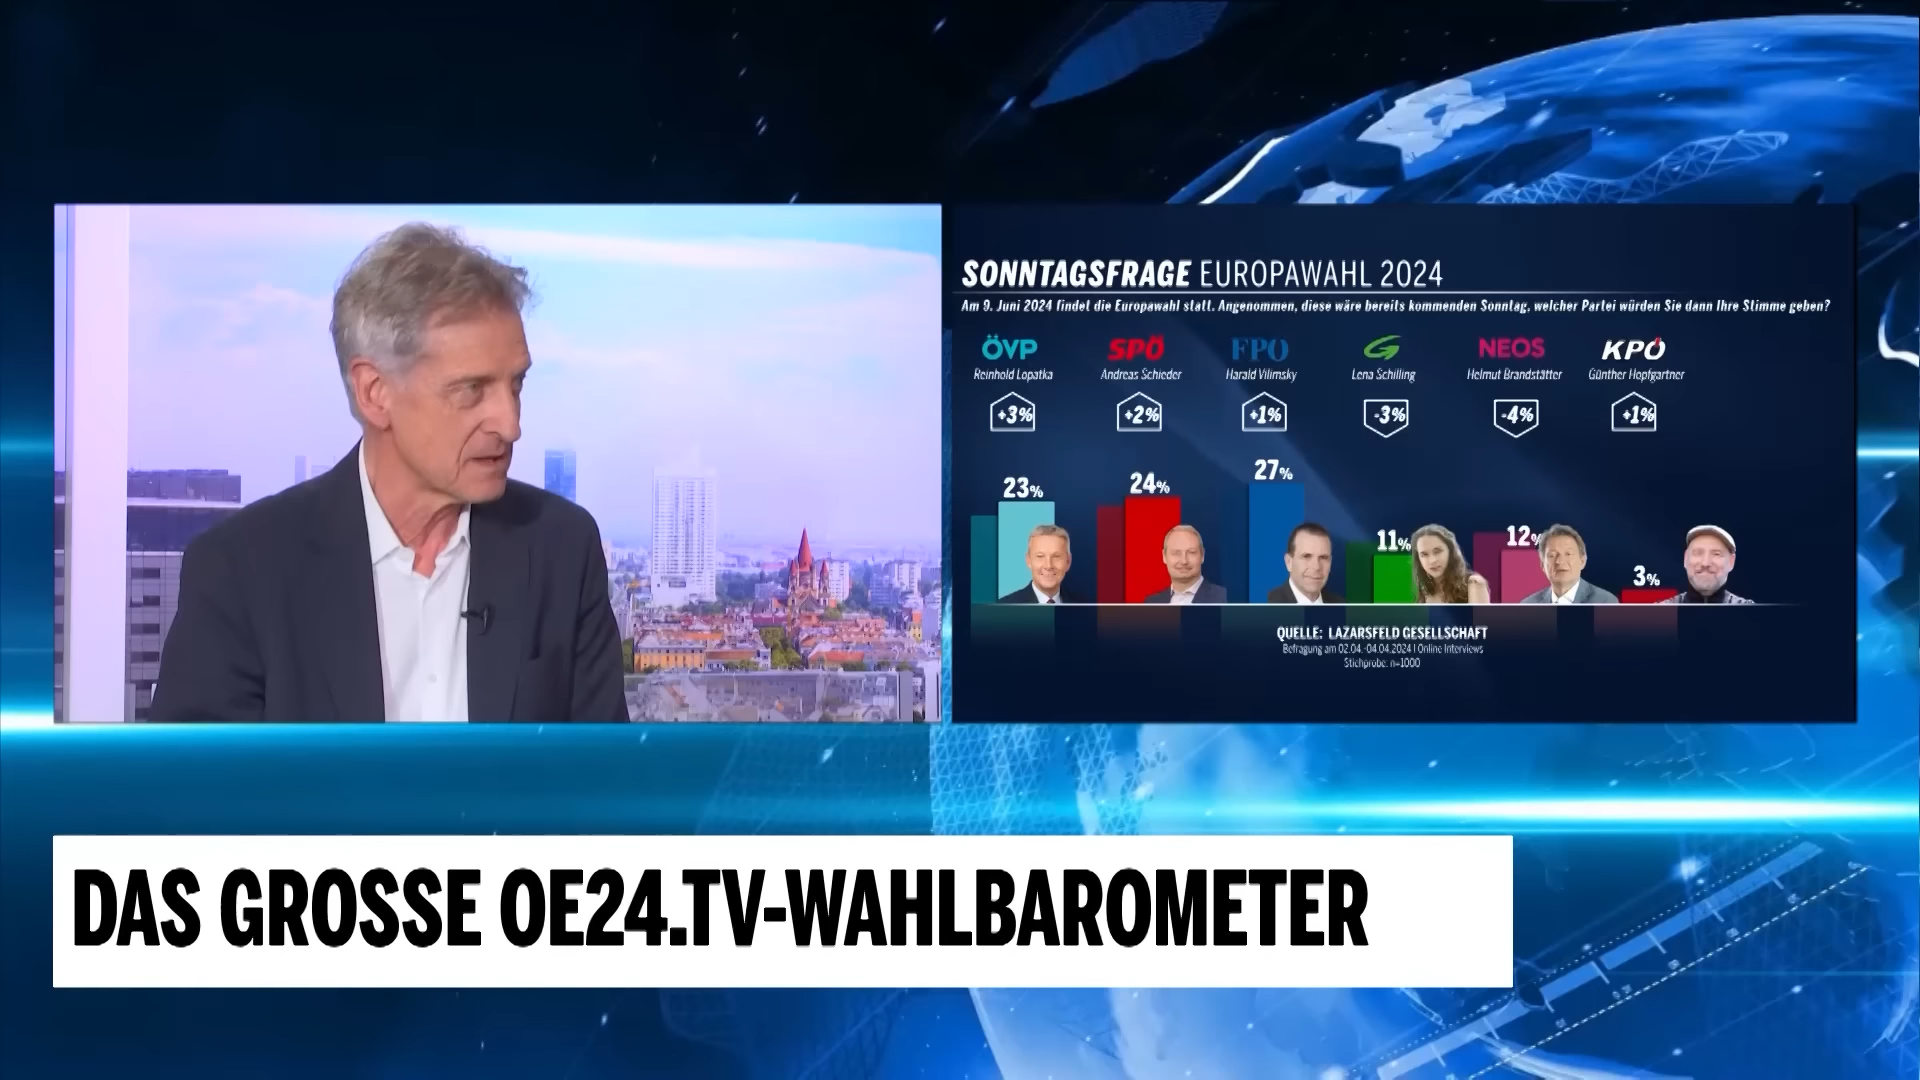 SONNTAGSFRAGE EUROPAWAHL 2024
Am 9. Juni 2024 findet die Europawahl statt. Angenommen, diese wäre bereits kommenden Sonntag, welcher Partei würden Sie dann Ihre Stimme geben?
ÖVP SPÖ FPÖ G NEOS KPÖ
Reinhold Lopatka Andreas Schieder Harald Vilimsky Lena Schilling Helmut Brandstätter Günther Hopfgartner
+3% +2% +1% -3% -4% +1%
23% 24% 27% 11% 12% 3%
QUELLE: LAZARSFELD GESELLSCHAFT
Befragung am 02.04.-04.04.2024 | Online Interviews
Stichprobe: n=1000
DAS GROSSE OE24.TV-WAHLBAROMETER